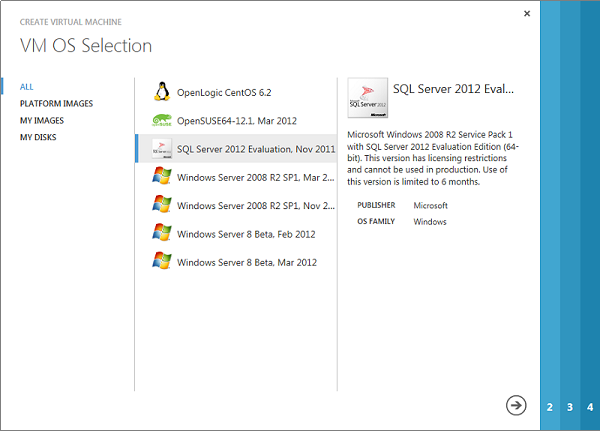 CREATE VIRTUAL MACHINE
VM OS Selection
ALL
PLATFORM IMAGES
MY IMAGES
MY DISKS
OpenLogic CentOS 6.2
OpenSUSE64-12.1, Mar 2012
SQL Server 2012 Evaluation, Nov 2011
Windows Server 2008 R2 SP1, Mar 2...
Windows Server 2008 R2 SP1, Nov 2...
Windows Server 8 Beta, Feb 2012
Windows Server 8 Beta, Mar 2012
SQL Server 2012
SQL Server 2012 Eval...
Microsoft Windows 2008 R2 Service Pack 1
with SQL Server 2012 Evaluation Edition (64-
bit). This version has licensing restrictions
and cannot be used in production. Use of
this version is limited to 6 months.
PUBLISHER Microsoft
OS FAMILY Windows
2 3 4